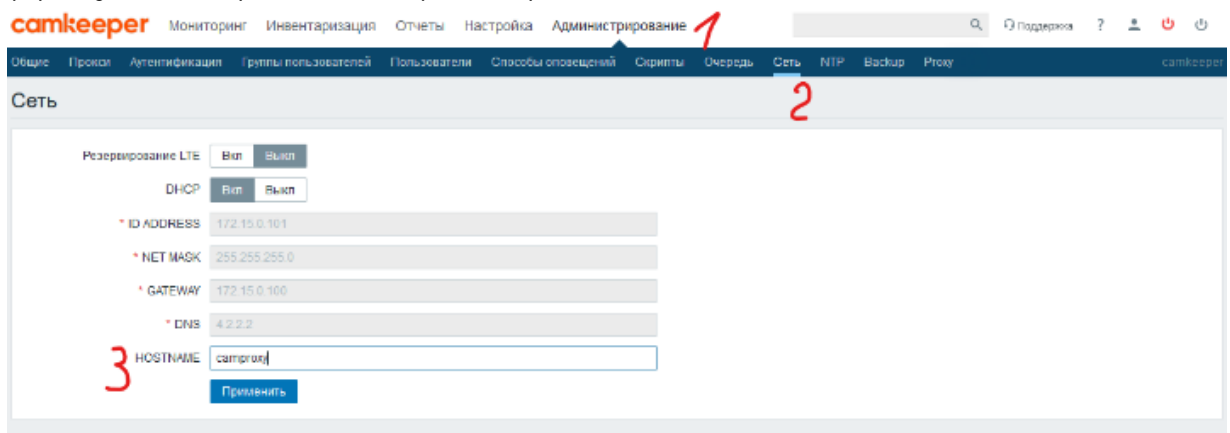 camkeeper Мониторинг Инвентаризация Отчеты Настройка Администрирование 1 Поддержка ?
Общие Прокси Аутентификация Группы пользователей Пользователи Способы оповещений Скрипты Очередь Сеть NTP Backup Proxy camkeeper
Сеть 2
Резервирование LTE Вкл Выкл
DHCP Вкл Выкл
* ID ADDRESS 172.15.0.101
* NET MASK 255.255.255.0
* GATEWAY 172.15.0.100
* DNS 4.2.2.2
3 HOSTNAME camproxy
Применить